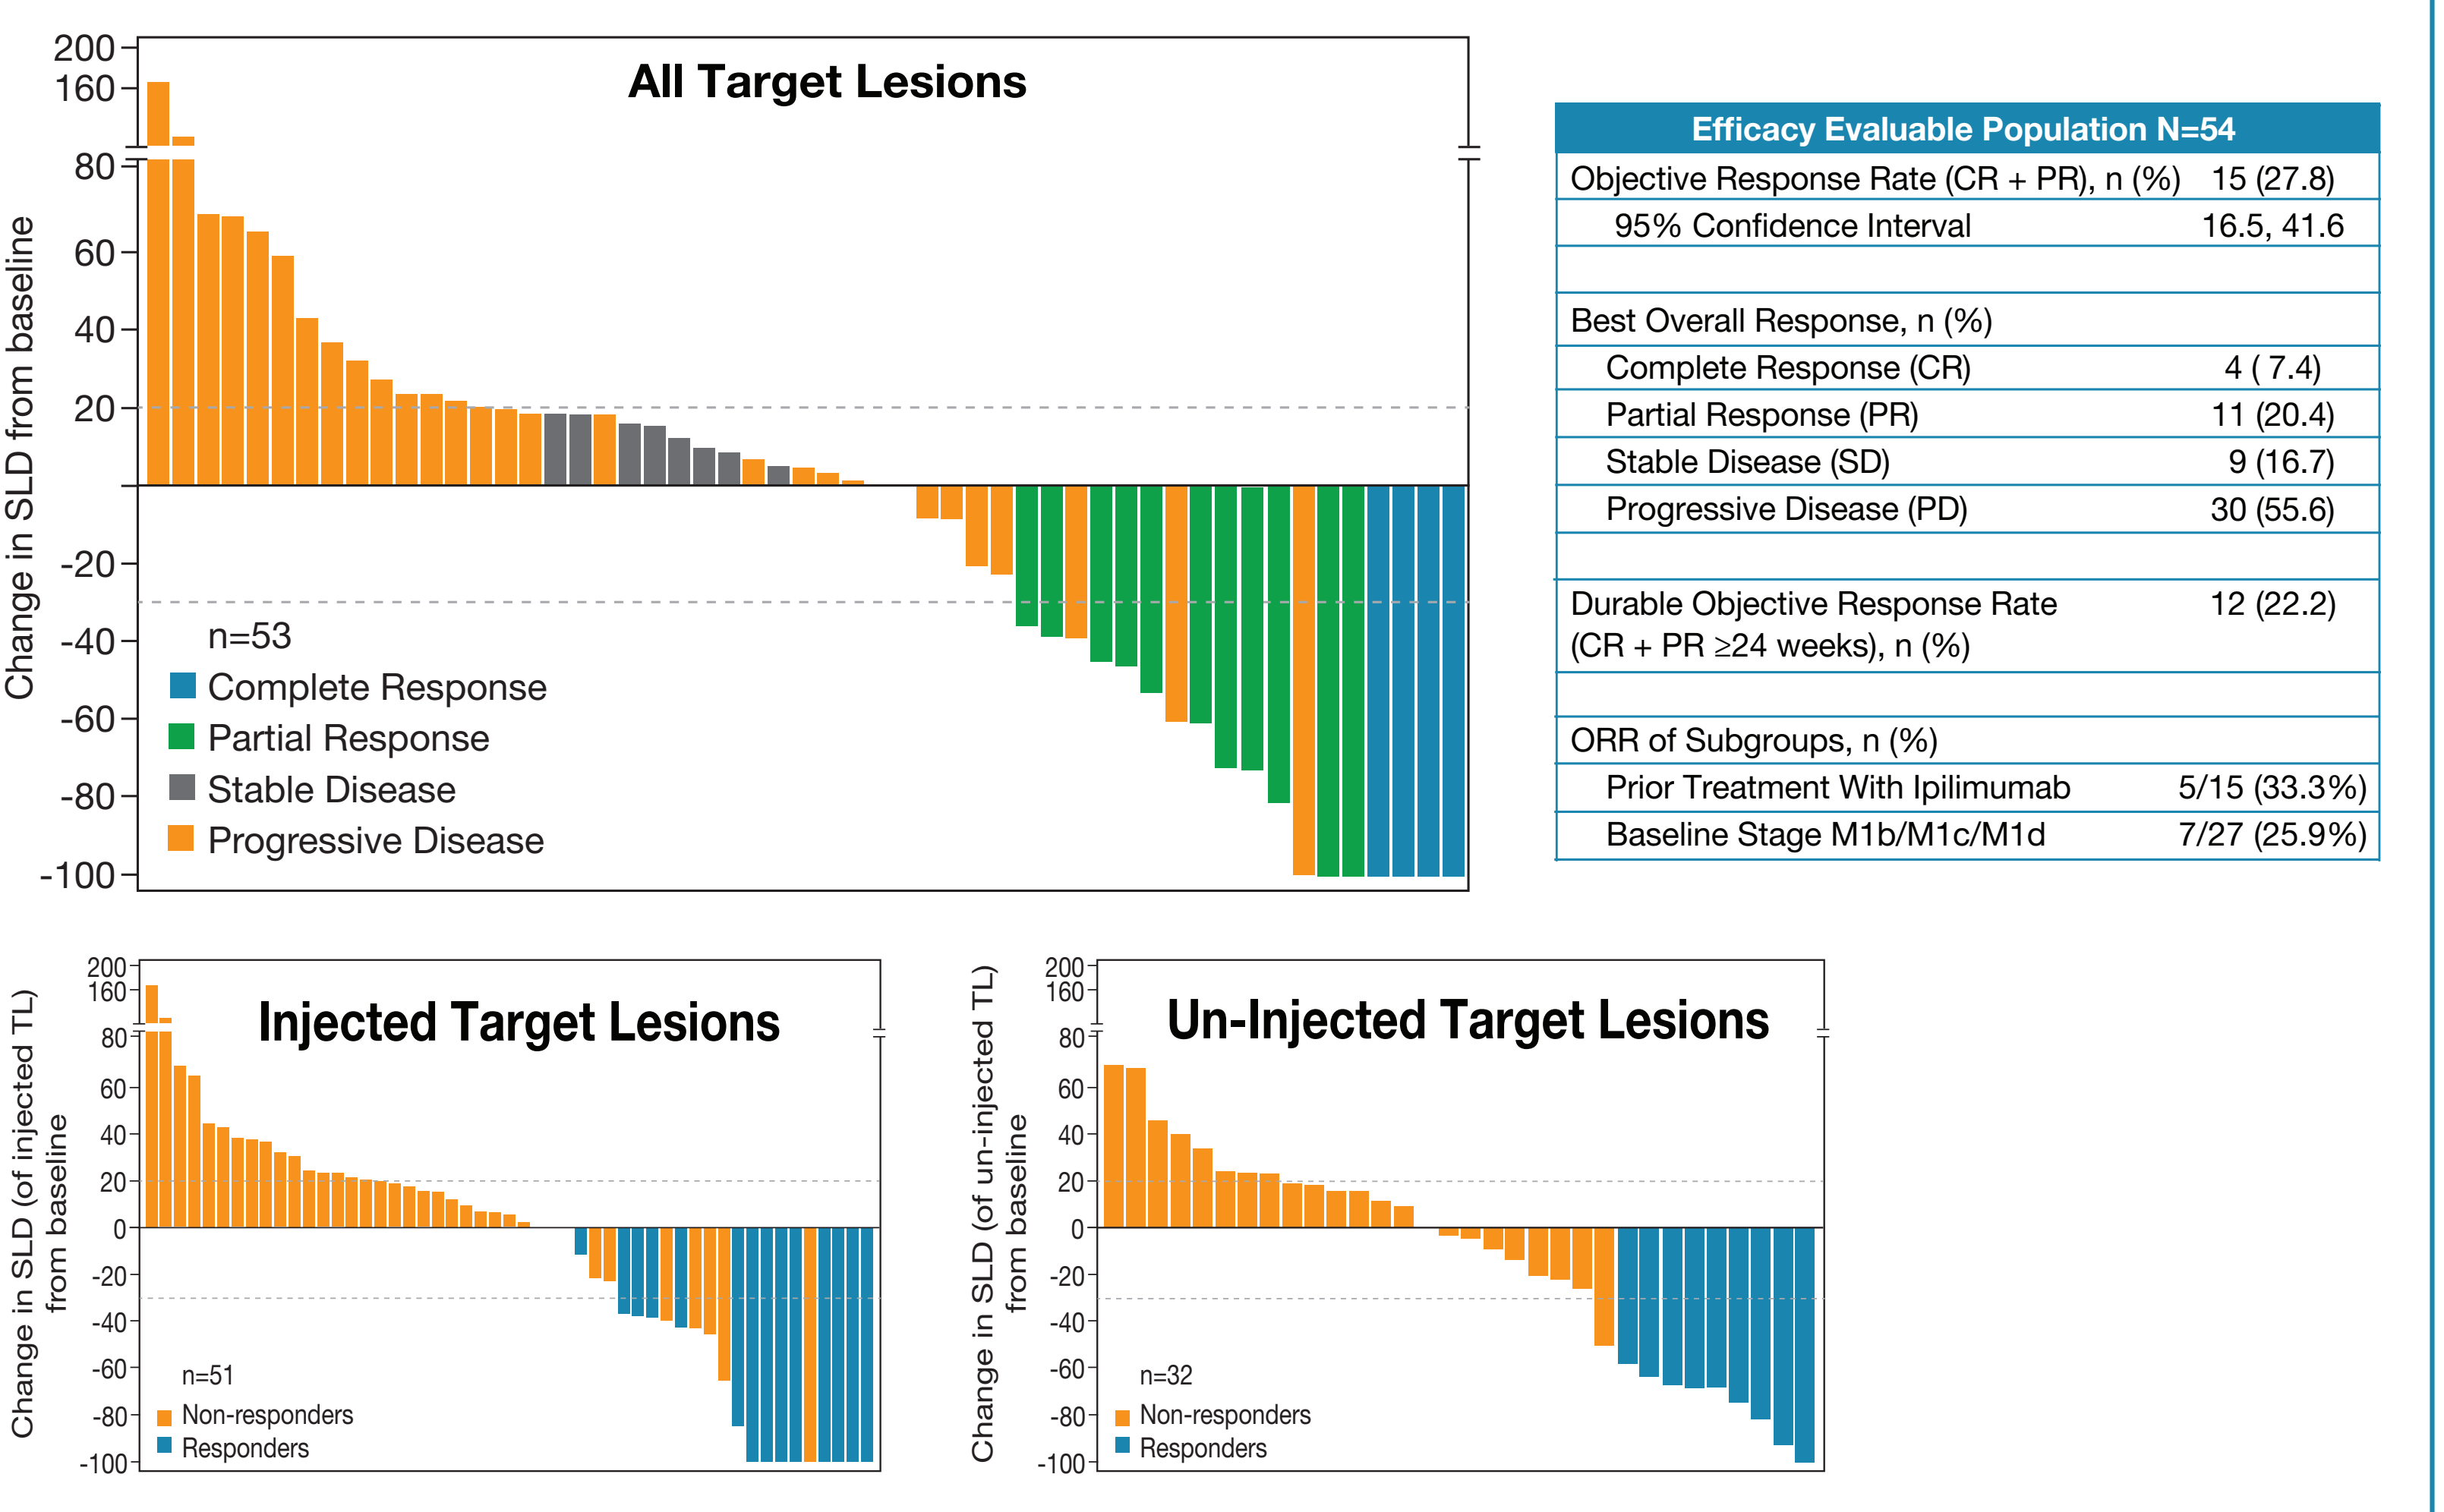 All Target Lesions
Change in SLD from baseline
200
160
80
60
40
20
-20
-40
-60
-80
-100
n=53
Complete Response
Partial Response
Stable Disease
Progressive Disease
Efficacy Evaluable Population N=54
Objective Response Rate (CR + PR), n (%) 15 (27.8)
95% Confidence Interval 16.5, 41.6
Best Overall Response, n (%)
Complete Response (CR) 4 ( 7.4)
Partial Response (PR) 11 (20.4)
Stable Disease (SD) 9 (16.7)
Progressive Disease (PD) 30 (55.6)
Durable Objective Response Rate 12 (22.2)
(CR + PR ≥24 weeks), n (%)
ORR of Subgroups, n (%)
Prior Treatment With Ipilimumab 5/15 (33.3%)
Baseline Stage M1b/M1c/M1d 7/27 (25.9%)
Injected Target Lesions
Change in SLD (of injected TL)
from baseline
200
160
80
60
40
20
0
-20
-40
-60
-80
-100
n=51
Non-responders
Responders
Un-Injected Target Lesions
Change in SLD (of un-injected TL)
from baseline
200
160
80
60
40
20
0
-20
-40
-60
-80
-100
n=32
Non-responders
Responders